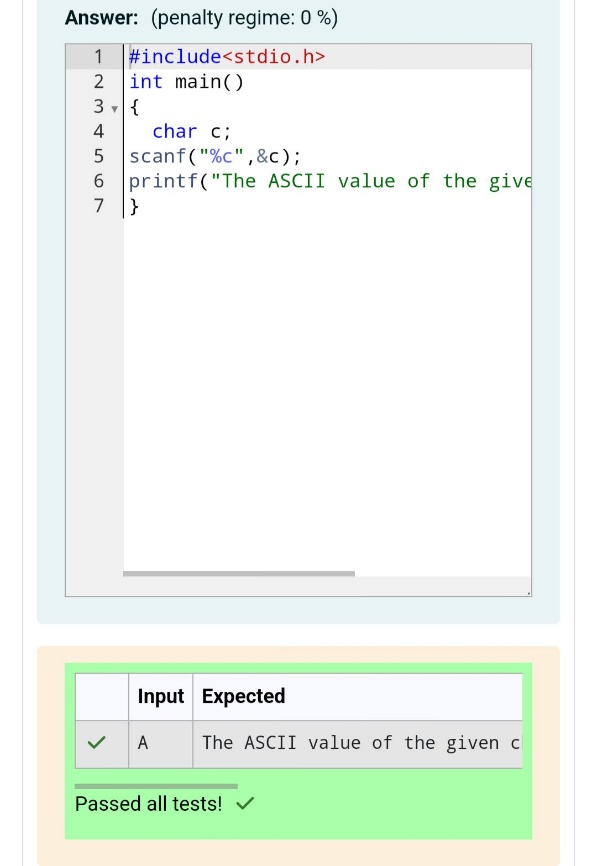 Answer: (penalty regime: 0 %)
1 #include<stdio.h>
2 int main()
3 {
4 char c;
5 scanf("%c",&c);
6 printf("The ASCII value of the give
7 }
Input Expected
A The ASCII value of the given c
Passed all tests!